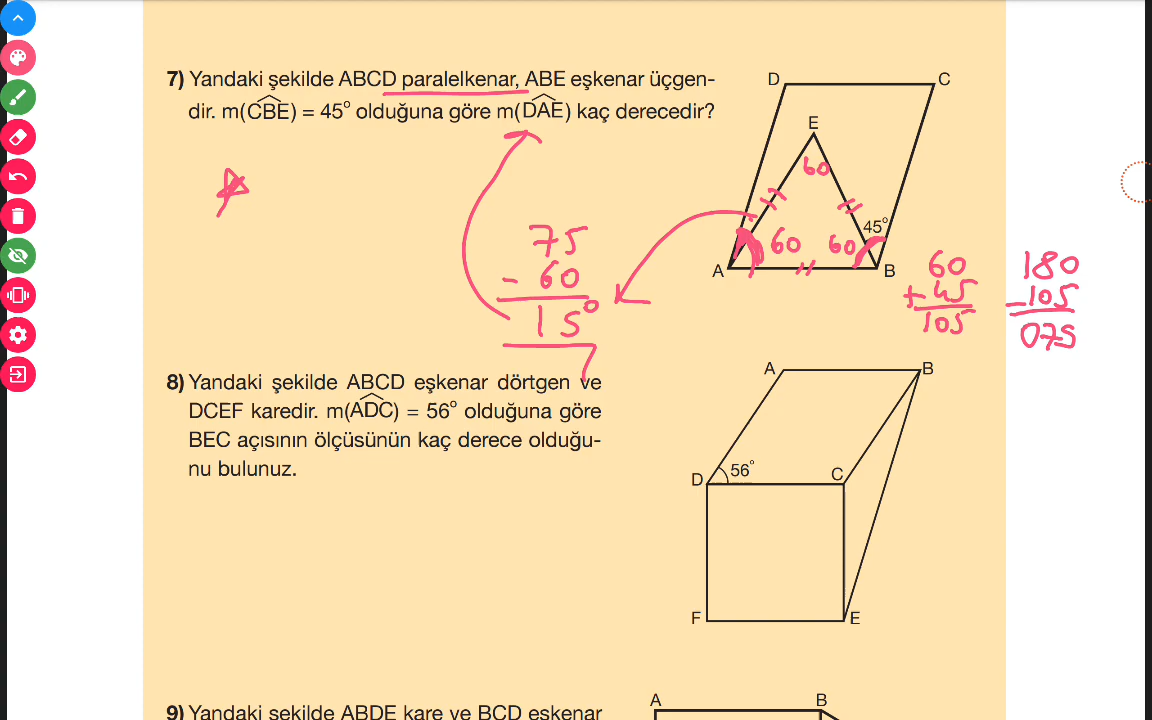 7) Yandaki şekilde ABCD paralelkenar, ABE eşkenar üçgen-
dir. m(CBE) = 45° olduğuna göre m(DAE) kaç derecedir?
D
C
E
60
45°
60
60
A
B
75
- 60
15°
60
+ 45
105
180
- 105
075
8) Yandaki şekilde ABCD eşkenar dörtgen ve
DCEF karedir. m(ADC) = 56° olduğuna göre
BEC açısının ölçüsünün kaç derece olduğu-
nu bulunuz.
A
B
D
56°
C
F
E
9) Yandaki şekilde ABDE kare ve BCD eşkenar
A
B